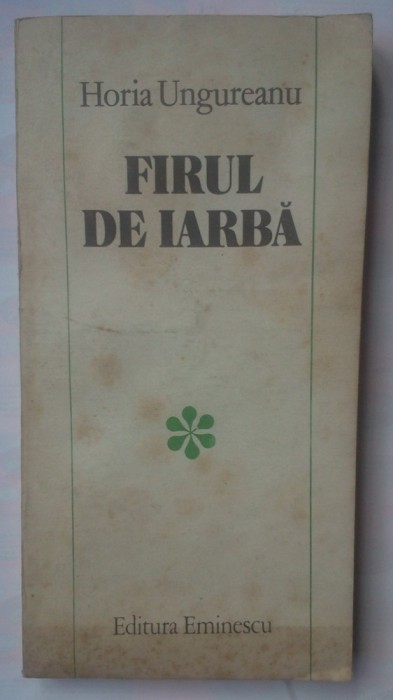 Horia Ungureanu
FIRUL
DE IARBĂ
Editura Eminescu